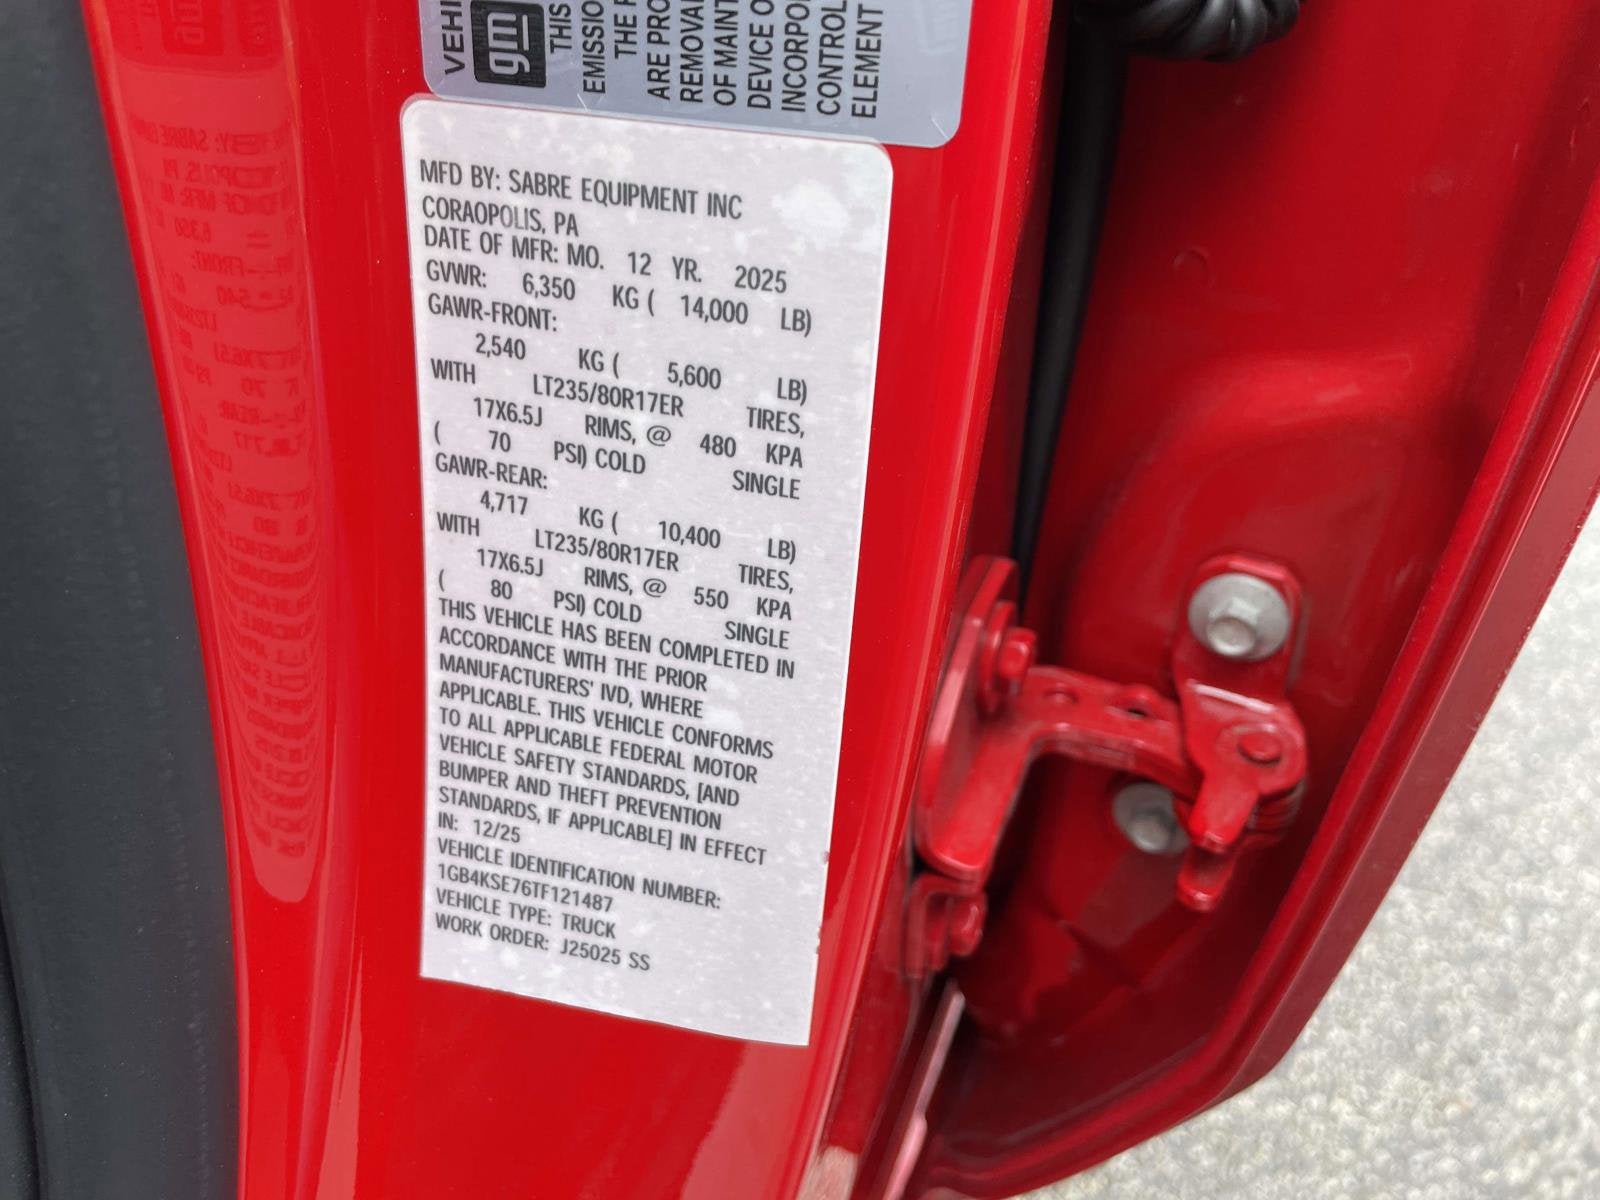 VEHI
gm
THIS
EMISSION
THE
ARE PRO
REMOVA
OF MAINT
DEVICE O
INCORPO
CONTROL
ELEMENT
MFD BY: SABRE EQUIPMENT INC
CORAOPOLIS, PA
DATE OF MFR: MO. 12 YR. 2025
GVWR: 6,350 KG ( 14,000 LB)
GAWR-FRONT:
2,540 KG ( 5,600 LB)
WITH LT235/80R17ER TIRES,
17X6.5J RIMS, @ 480 KPA
( 70 PSI) COLD SINGLE
GAWR-REAR:
4,717 KG ( 10,400 LB)
WITH LT235/80R17ER TIRES,
17X6.5J RIMS, @ 550 KPA
( 80 PSI) COLD SINGLE
THIS VEHICLE HAS BEEN COMPLETED IN
ACCORDANCE WITH THE PRIOR
MANUFACTURERS' IVD, WHERE
APPLICABLE. THIS VEHICLE CONFORMS
TO ALL APPLICABLE FEDERAL MOTOR
VEHICLE SAFETY STANDARDS, [AND
BUMPER AND THEFT PREVENTION
STANDARDS, IF APPLICABLE] IN EFFECT
IN: 12/25
VEHICLE IDENTIFICATION NUMBER:
1GB4KSE76TF121487
VEHICLE TYPE: TRUCK
WORK ORDER: J25025 SS